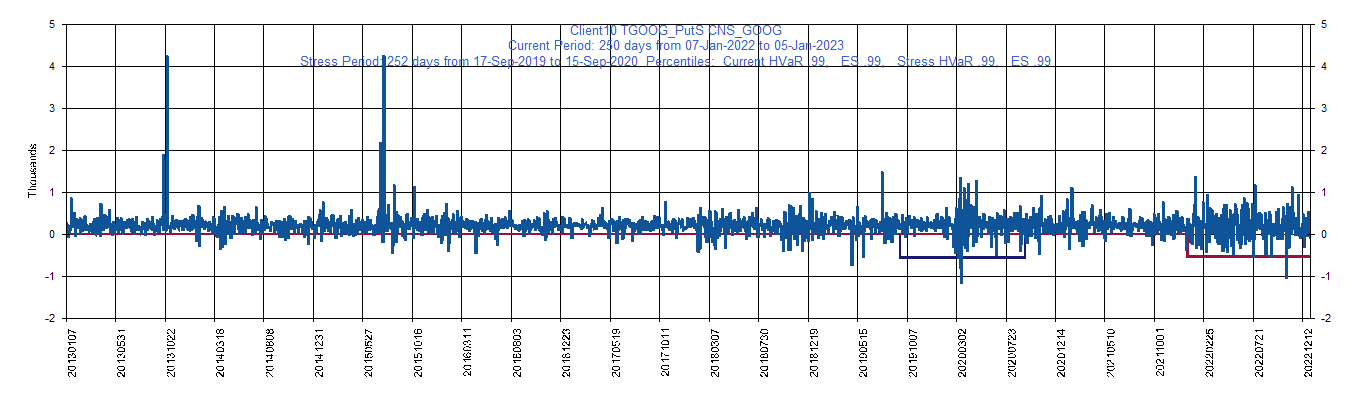 Client10 TGOOG_PutS CNS_GOOG
Current Period: 250 days from 07-Jan-2022 to 05-Jan-2023
Stress Period: 252 days from 17-Sep-2019 to 15-Sep-2020 Percentiles: Current HVaR .99, ES .99, Stress HVaR .99, ES .99
5 5
4 4
3 3
2 2
1 1
0 0
-1 -1
-2 -2
Thousands
20130107 20130531 20131022 20140318 20140808 20141231 20150527 20151016 20160311 20160803 20161223 20170519 20171011 20180307 20180730 20181219 20190515 20191007 20200302 20200723 20201214 20210510 20211001 20220225 20220721 20221212